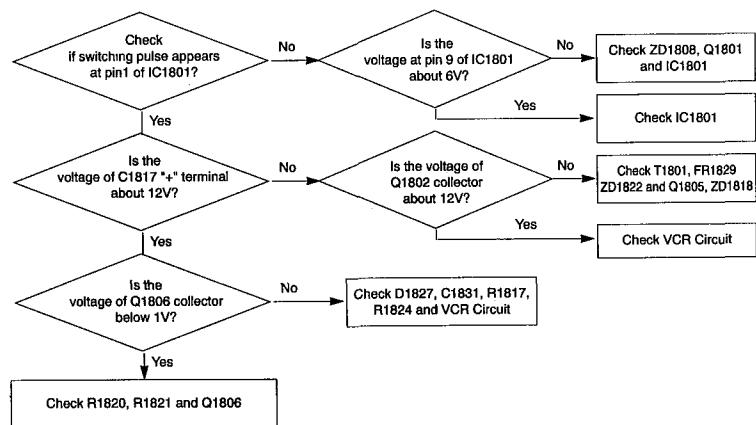 Check
if switching pulse appears
at pin1 of IC1801?
No
Is the
voltage at pin 9 of IC1801
about 6V?
No
Check ZD1808, Q1801
and IC1801
Yes
Check IC1801
Yes
Is the
voltage of C1817 "+" terminal
about 12V?
No
Is the voltage of
Q1802 collector
about 12V?
No
Check T1801, FR1829
ZD1822 and Q1805, ZD1818
Yes
Check VCR Circuit
Yes
Is the
voltage of Q1806 collector
below 1V?
No
Check D1827, C1831, R1817,
R1824 and VCR Circuit
Yes
Check R1820, R1821 and Q1806